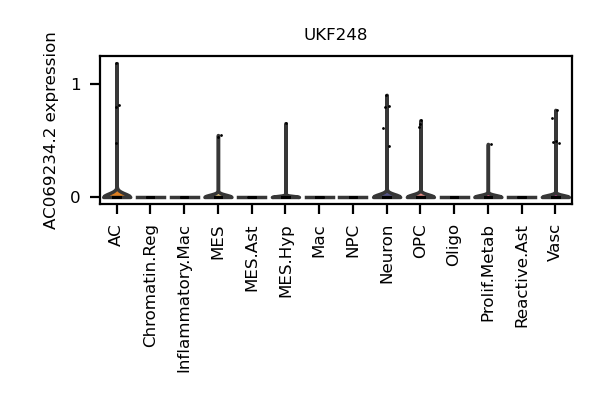 UKF248
AC069234.2 expression
1
0
AC
Chromatin.Reg
Inflammatory.Mac
MES
MES.Ast
MES.Hyp
Mac
NPC
Neuron
OPC
Oligo
Prolif.Metab
Reactive.Ast
Vasc